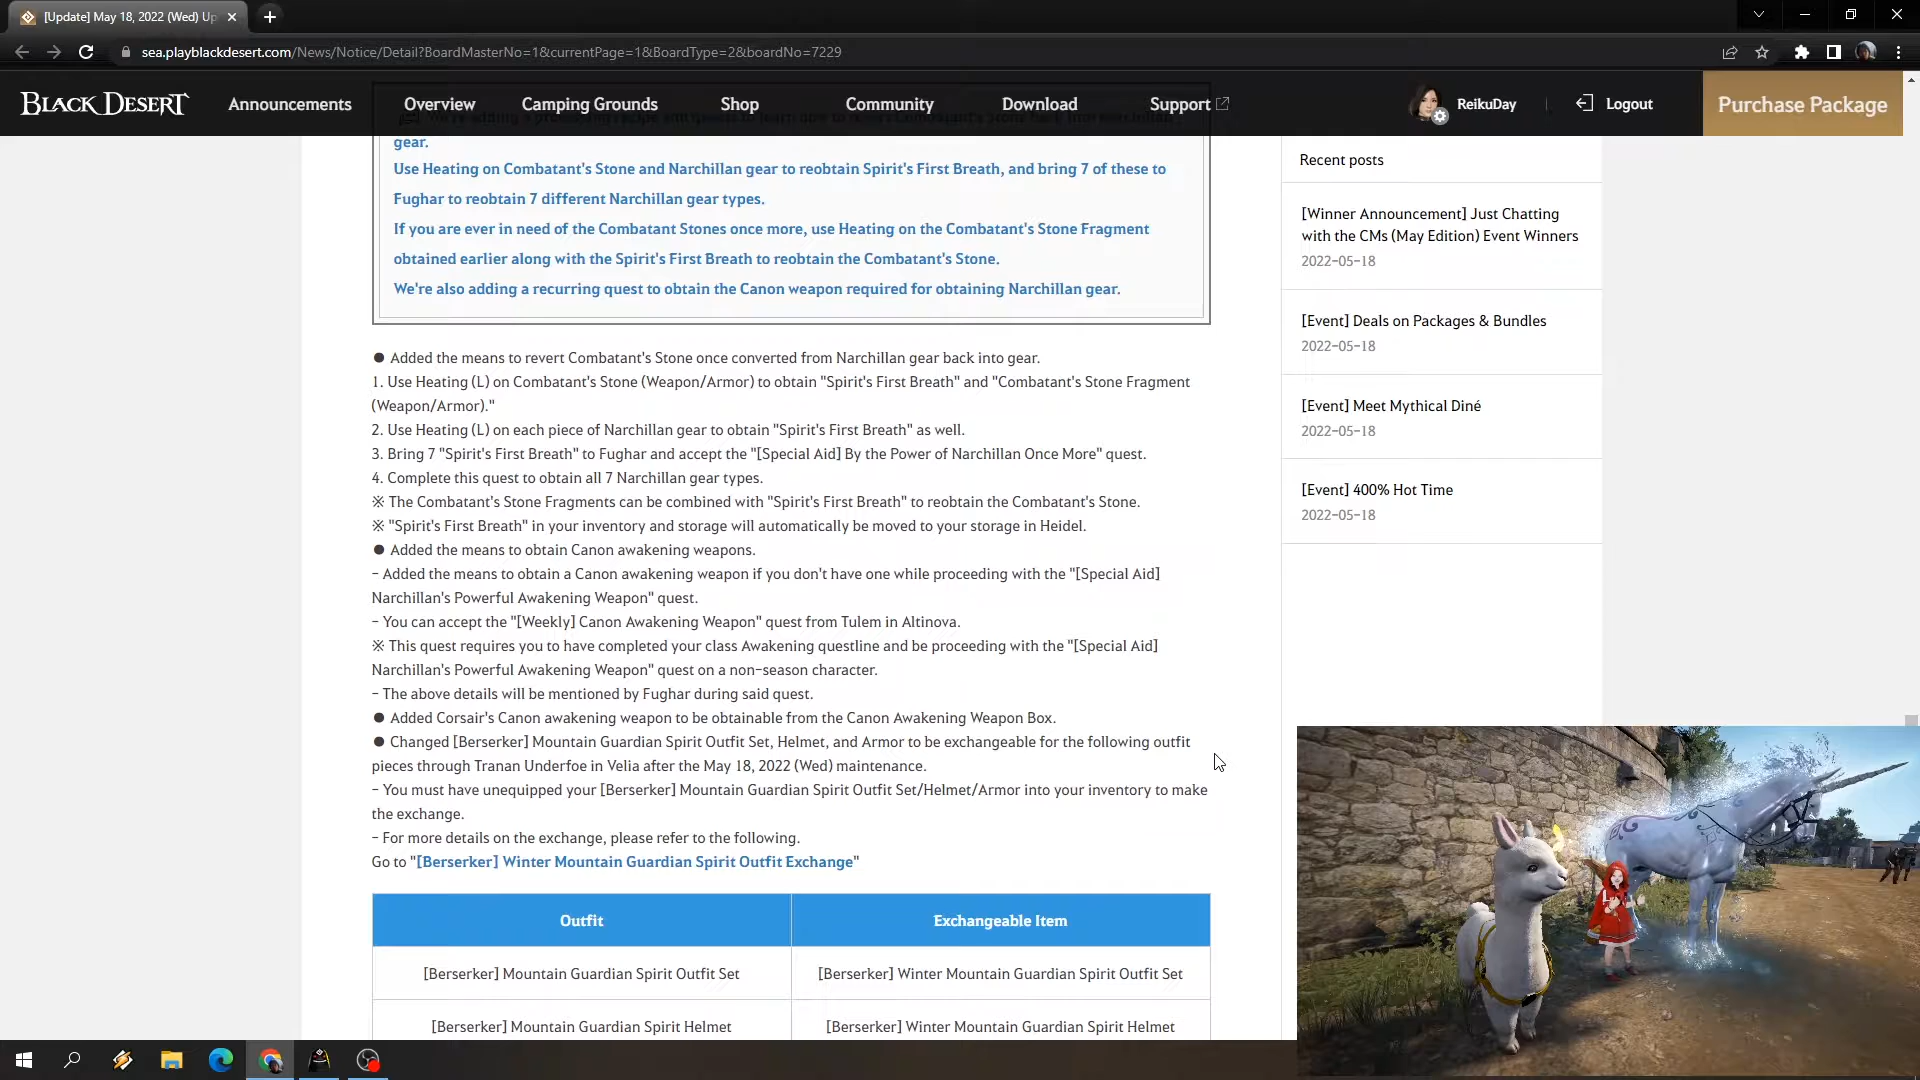 [Update] May 18, 2022 (Wed) Up
sea.playblackdesert.com/News/Notice/Detail?BoardMasterNo=1&currentPage=1&BoardType=2&boardNo=7229
BLACK DESERT Announcements Overview Camping Grounds Shop Community Download Support ReikuDay Logout Purchase Package
gear.
Use Heating on Combatant's Stone and Narchillan gear to reobtain Spirit's First Breath, and bring 7 of these to
Fughar to reobtain 7 different Narchillan gear types.
If you are ever in need of the Combatant Stones once more, use Heating on the Combatant's Stone Fragment
obtained earlier along with the Spirit's First Breath to reobtain the Combatant's Stone.
We're also adding a recurring quest to obtain the Canon weapon required for obtaining Narchillan gear.
● Added the means to revert Combatant's Stone once converted from Narchillan gear back into gear.
1. Use Heating (L) on Combatant's Stone (Weapon/Armor) to obtain "Spirit's First Breath" and "Combatant's Stone Fragment
(Weapon/Armor)."
2. Use Heating (L) on each piece of Narchillan gear to obtain "Spirit's First Breath" as well.
3. Bring 7 "Spirit's First Breath" to Fughar and accept the "[Special Aid] By the Power of Narchillan Once More" quest.
4. Complete this quest to obtain all 7 Narchillan gear types.
※ The Combatant's Stone Fragments can be combined with "Spirit's First Breath" to reobtain the Combatant's Stone.
※ "Spirit's First Breath" in your inventory and storage will automatically be moved to your storage in Heidel.
● Added the means to obtain Canon awakening weapons.
- Added the means to obtain a Canon awakening weapon if you don't have one while proceeding with the "[Special Aid]
Narchillan's Powerful Awakening Weapon" quest.
- You can accept the "[Weekly] Canon Awakening Weapon" quest from Tulem in Altinova.
※ This quest requires you to have completed your class Awakening questline and be proceeding with the "[Special Aid]
Narchillan's Powerful Awakening Weapon" quest on a non-season character.
- The above details will be mentioned by Fughar during said quest.
● Added Corsair's Canon awakening weapon to be obtainable from the Canon Awakening Weapon Box.
● Changed [Berserker] Mountain Guardian Spirit Outfit Set, Helmet, and Armor to be exchangeable for the following outfit
pieces through Tranan Underfoe in Velia after the May 18, 2022 (Wed) maintenance.
- You must have unequipped your [Berserker] Mountain Guardian Spirit Outfit Set/Helmet/Armor into your inventory to make
the exchange.
- For more details on the exchange, please refer to the following.
Go to "[Berserker] Winter Mountain Guardian Spirit Outfit Exchange"
Outfit Exchangeable Item
[Berserker] Mountain Guardian Spirit Outfit Set [Berserker] Winter Mountain Guardian Spirit Outfit Set
[Berserker] Mountain Guardian Spirit Helmet [Berserker] Winter Mountain Guardian Spirit Helmet
Recent posts
[Winner Announcement] Just Chatting
with the CMs (May Edition) Event Winners
2022-05-18
[Event] Deals on Packages & Bundles
2022-05-18
[Event] Meet Mythical Diné
2022-05-18
[Event] 400% Hot Time
2022-05-18